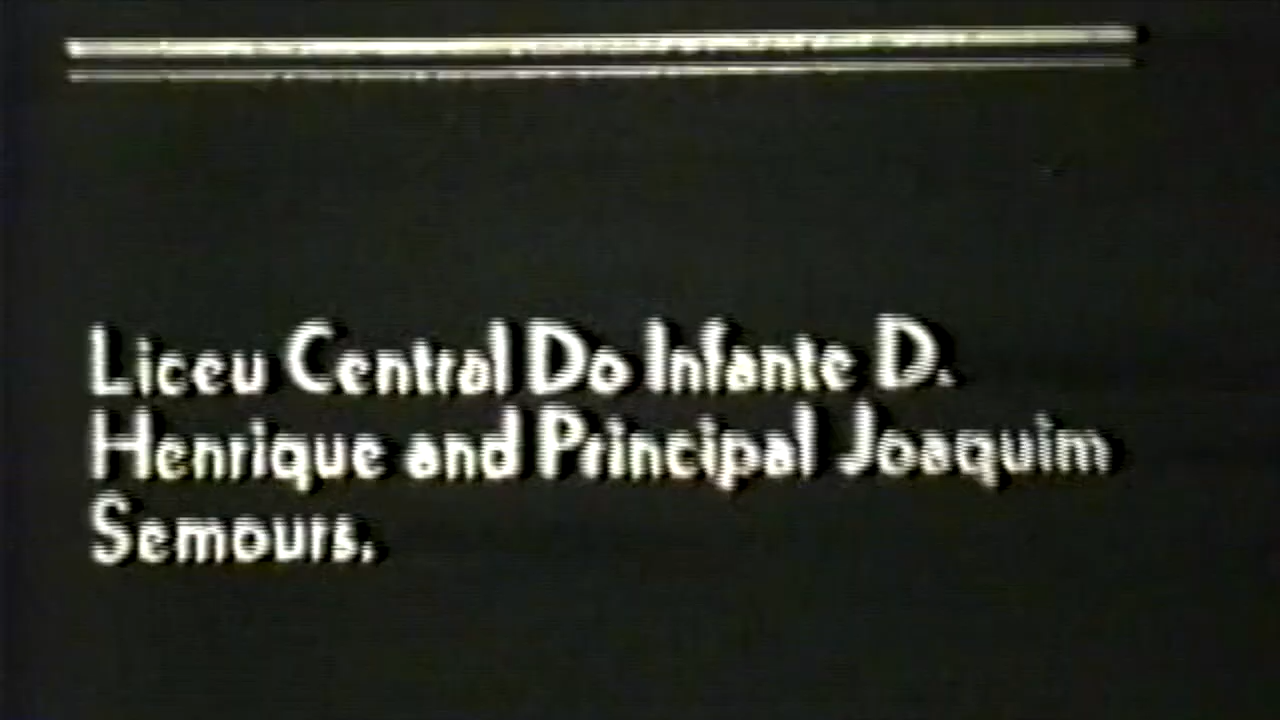 Liceu Central Do Infante D.
Henrique and Principal Joaquim
Semours.